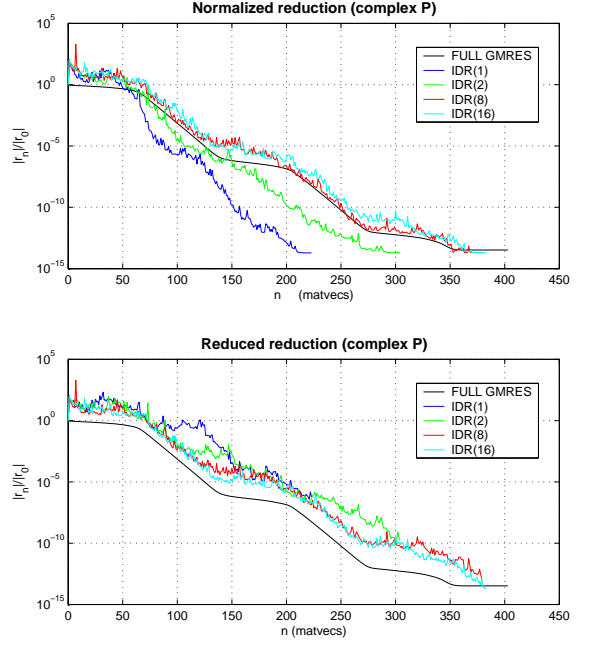 Normalized reduction (complex P)
10^5
10^0
10^-5
10^-10
10^-15
|r_n|/|r_0|
FULL GMRES
IDR(1)
IDR(2)
IDR(8)
IDR(16)
0 50 100 150 200 250 300 350 400 450
n (matvecs)
Reduced reduction (complex P)
10^5
10^0
10^-5
10^-10
10^-15
|r_n|/|r_0|
FULL GMRES
IDR(1)
IDR(2)
IDR(8)
IDR(16)
0 50 100 150 200 250 300 350 400 450
n (matvecs)